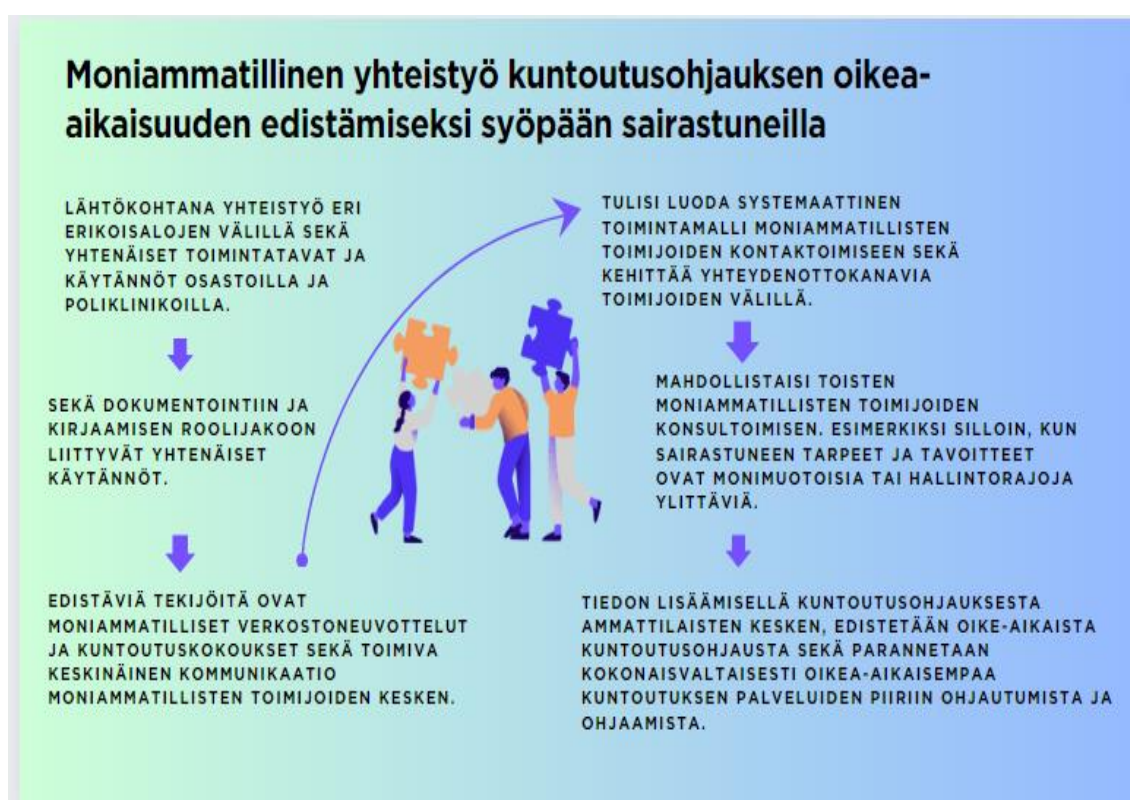 Moniammatillinen yhteistyö kuntoutusohjauksen oikea-
aikaisuuden edistämiseksi syöpään sairastuneilla
LÄHTÖKOHTANA YHTEISTYÖ ERI
ERIKOISALOJEN VÄLILLÄ SEKÄ
YHTENÄISET TOIMINTATAVAT JA
KÄYTÄNNÖT OSASTOILLA JA
POLIKLINIKOILLA.
SEKÄ DOKUMENTOINTIIN JA
KIRJAAMISEN ROOLIJAKOON
LIITTYVÄT YHTENÄISET
KÄYTÄNNÖT.
EDISTÄVIÄ TEKIJÖITÄ OVAT
MONIAMMATILLISET VERKOSTONEUVOTTELUT
JA KUNTOUTUSKOKOUKSET SEKÄ TOIMIVA
KESKINÄINEN KOMMUNIKAATIO
MONIAMMATILLISTEN TOIMIJOIDEN KESKEN.
TULISI LUODA SYSTEMAATTINEN
TOIMINTAMALLI MONIAMMATILLISTEN
TOIMIJOIDEN KONTAKTOIMISEEN SEKÄ
KEHITTÄÄ YHTEYDENOTTOKANAVIA
TOIMIJOIDEN VÄLILLÄ.
MAHDOLLISTAISI TOISTEN
MONIAMMATILLISTEN TOIMIJOIDEN
KONSULTOIMISEN. ESIMERKIKSI SILLOIN, KUN
SAIRASTUNEEN TARPEET JA TAVOITTEET
OVAT MONIMUOTOISIA TAI HALLINTORAJOJA
YLITTÄVIÄ.
TIEDON LISÄÄMISELLÄ KUNTOUTUSOHJAUKSESTA
AMMATTILAISTEN KESKEN, EDISTETÄÄN OIKE-AIKAISTA
KUNTOUTUSOHJAUSTA SEKÄ PARANNETAAN
KOKONAISVALTAISESTI OIKEA-AIKAISEMPAA
KUNTOUTUKSEN PALVELUIDEN PIIRIIN OHJAUTUMISTA JA
OHJAAMISTA.